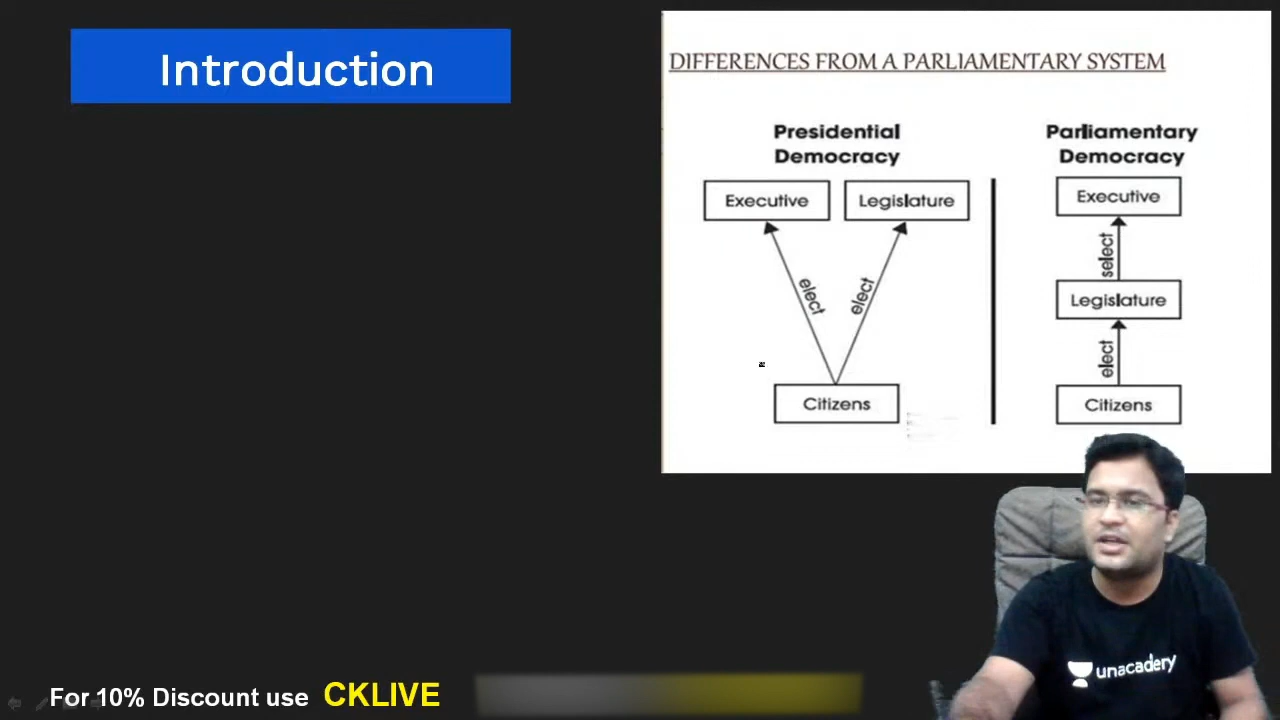 Introduction
DIFFERENCES FROM A PARLIAMENTARY SYSTEM
Presidential
Democracy
Executive
Legislature
elect
elect
Citizens
Parliamentary
Democracy
Executive
select
Legislature
elect
Citizens
unacademy
For 10% Discount use CKLIVE